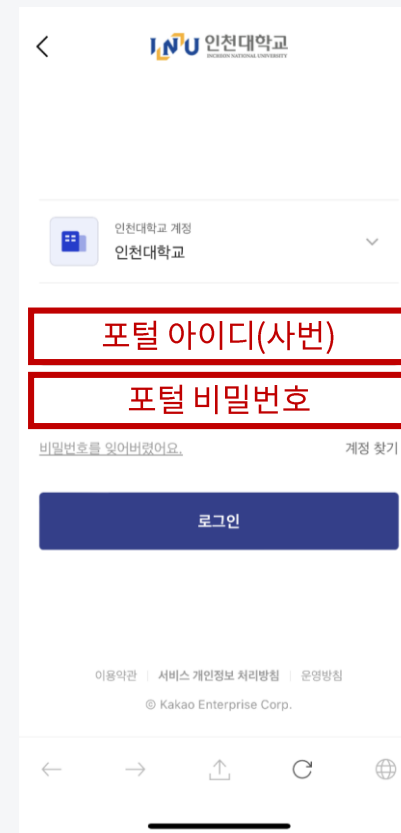 INU 인천대학교
INCHEON NATIONAL UNIVERSITY
인천대학교 계정
인천대학교
포털 아이디(사번)
포털 비밀번호
비밀번호를 잊어버렸어요. 계정 찾기
로그인
이용약관 서비스 개인정보 처리방침 운영방침
© Kakao Enterprise Corp.